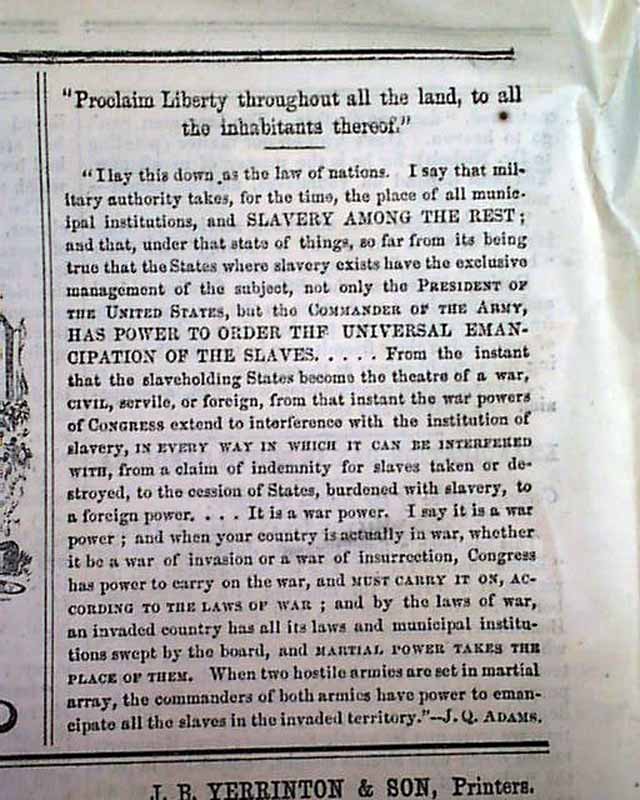 "Proclaim Liberty throughout all the land, to all
the inhabitants thereof."
"I lay this down as the law of nations. I say that mil-
itary authority takes, for the time, the place of all munic-
ipal institutions, and SLAVERY AMONG THE REST;
and that, under that state of things, so far from its being
true that the States where slavery exists have the exclusive
management of the subject, not only the PRESIDENT OF
THE UNITED STATES, but the COMMANDER OF THE ARMY,
HAS POWER TO ORDER THE UNIVERSAL EMAN-
CIPATION OF THE SLAVES. . . . . From the instant
that the slaveholding States become the theatre of a war,
CIVIL, servile, or foreign, from that instant the war powers
of CONGRESS extend to interference with the institution of
slavery, IN EVERY WAY IN WHICH IT CAN BE INTERFERED
WITH, from a claim of indemnity for slaves taken or de-
stroyed, to the cession of States, burdened with slavery, to
a foreign power. . . . It is a war power. I say it is a war
power; and when your country is actually in war, whether
it be a war of invasion or a war of insurrection, Congress
has power to carry on the war, and MUST CARRY IT ON, AC-
CORDING TO THE LAWS OF WAR; and by the laws of war,
an invaded country has all its laws and municipal institu-
tions swept by the board, and MARTIAL POWER TAKES THE
PLACE OF THEM. When two hostile armies are set in martial
array, the commanders of both armies have power to eman-
cipate all the slaves in the invaded territory."—J. Q. ADAMS.
J. B. YERRINTON & SON, Printers.